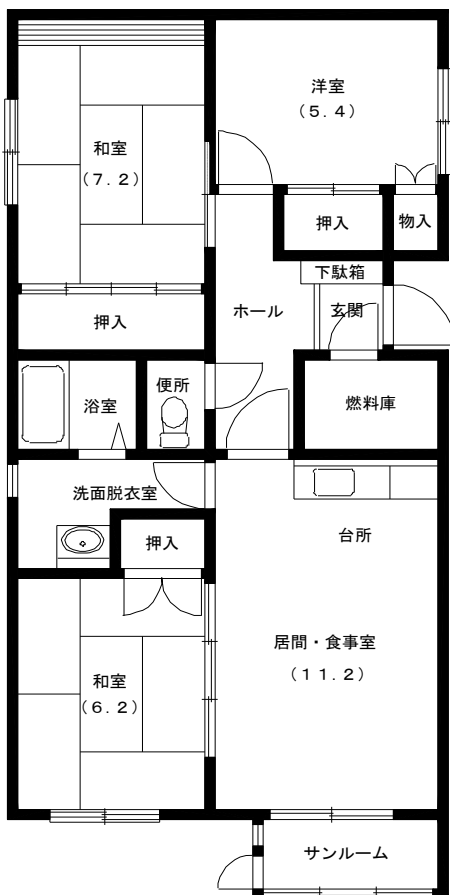 洋室
（5.4）
和室
（7.2）
押入
物入
下駄箱
ホール
玄関
押入
便所
浴室
燃料庫
洗面脱衣室
台所
押入
居間・食事室
（11.2）
和室
（6.2）
サンルーム